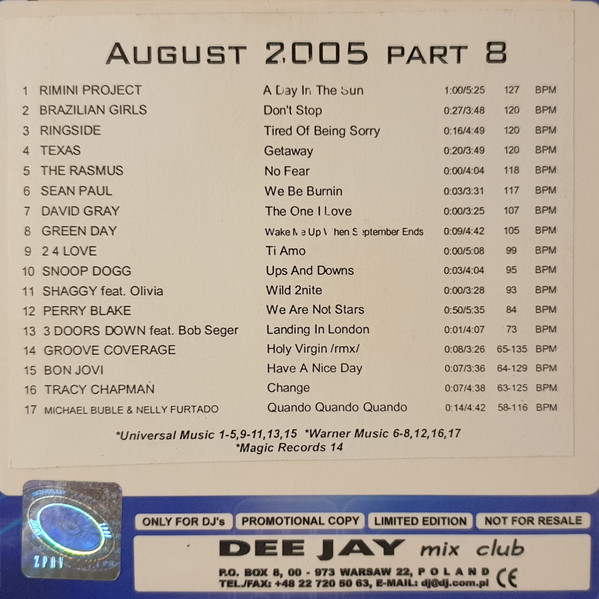 AUGUST 2005 PART 8
1 RIMINI PROJECT A Day In The Sun 1:00/5:25 127 BPM
2 BRAZILIAN GIRLS Don't Stop 0:27/3:48 120 BPM
3 RINGSIDE Tired Of Being Sorry 0:16/4:49 120 BPM
4 TEXAS Getaway 0:20/3:49 120 BPM
5 THE RASMUS No Fear 0:00/4:04 118 BPM
6 SEAN PAUL We Be Burnin 0:03/3:31 117 BPM
7 DAVID GRAY The One I Love 0:00/3:25 107 BPM
8 GREEN DAY Wake Me Up When September Ends 0:09/4:42 105 BPM
9 2 4 LOVE Ti Amo 0:00/5:08 99 BPM
10 SNOOP DOGG Ups And Downs 0:03/4:04 95 BPM
11 SHAGGY feat. Olivia Wild 2nite 0:00/3:28 93 BPM
12 PERRY BLAKE We Are Not Stars 0:50/5:35 84 BPM
13 3 DOORS DOWN feat. Bob Seger Landing In London 0:01/4:07 73 BPM
14 GROOVE COVERAGE Holy Virgin /rmx/ 0:08/3:26 65-135 BPM
15 BON JOVI Have A Nice Day 0:07/3:36 64-129 BPM
16 TRACY CHAPMAN Change 0:07/4:38 63-125 BPM
17 MICHAEL BUBLE & NELLY FURTADO Quando Quando Quando 0:14/4:42 58-116 BPM
*Universal Music 1-5,9-11,13,15 *Warner Music 6-8,12,16,17
*Magic Records 14
ONLY FOR DJ's PROMOTIONAL COPY LIMITED EDITION NOT FOR RESALE
ZPAV
DEE JAY mix club
P.O. BOX 8, 00 - 973 WARSAW 22, P O L A N D
TEL./FAX: +48 22 720 50 63, E-MAIL: dj@dj.com.pl CE